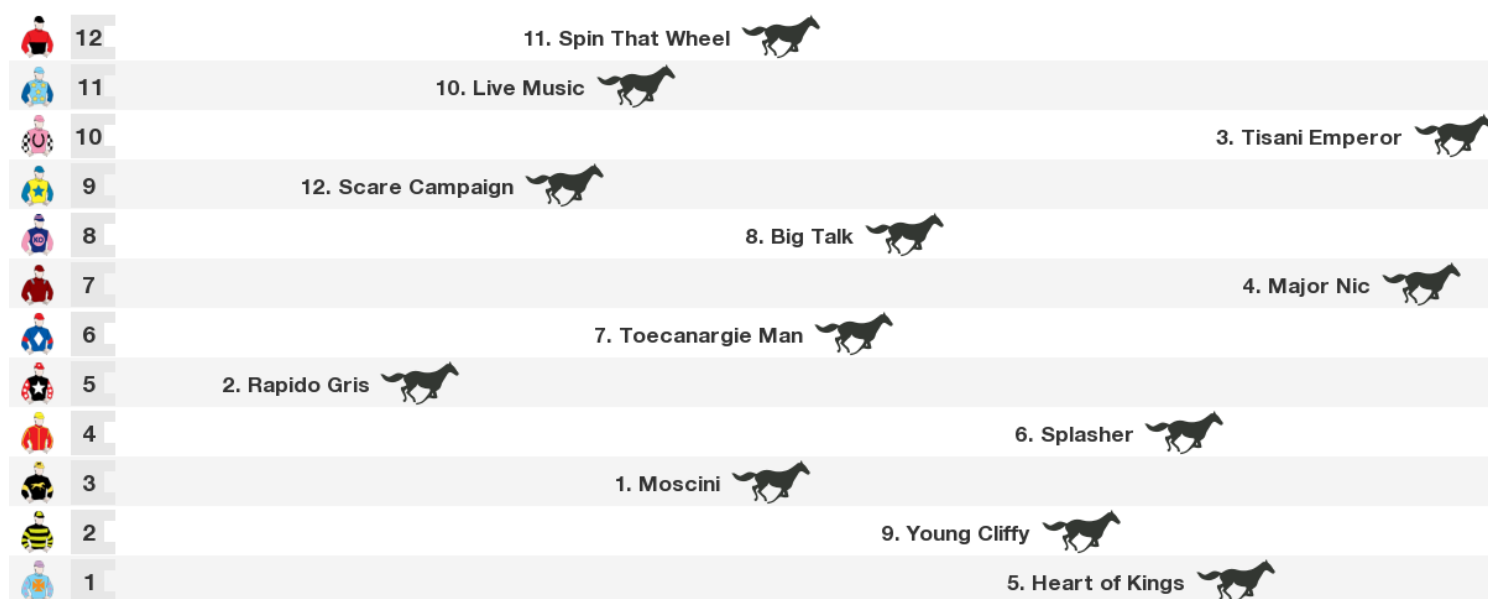 12 11. Spin That Wheel
11 10. Live Music
10 3. Tisani Emperor
9 12. Scare Campaign
8 8. Big Talk
7 4. Major Nic
6 7. Toecanargie Man
5 2. Rapido Gris
4 6. Splasher
3 1. Moscini
2 9. Young Cliffy
1 5. Heart of Kings